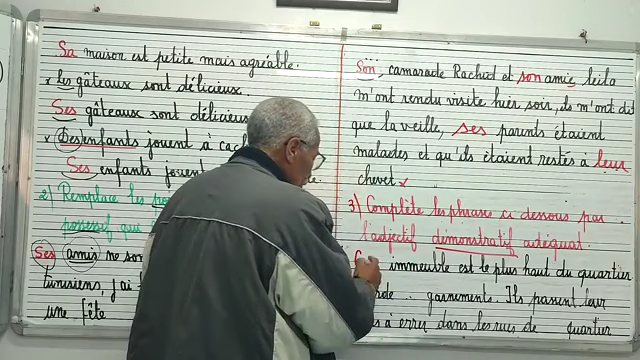 Sa maison est petite mais agréable.
x les gâteaux sont délicieux.
Ses gâteaux sont délicieux
x Des enfants jouent à cac
Ses enfants jouent
2) Remplace les
possessif qui
Ses amis ne son
tunisiens, j'ai
une fête
Son, camarade Rachid et son amie, leila
m'ont rendu visite hier soir, ils m'ont dit
que la veille, ses parents étaient
malades et qu'ils étaient restés à leur
chevet x
3) Complète les phrases ci dessous par
l'adjectif démonstratif adéquat.
immeuble est le plus haut du quartier
garnements. Ils passent leur
à errer dans les rues de quartier